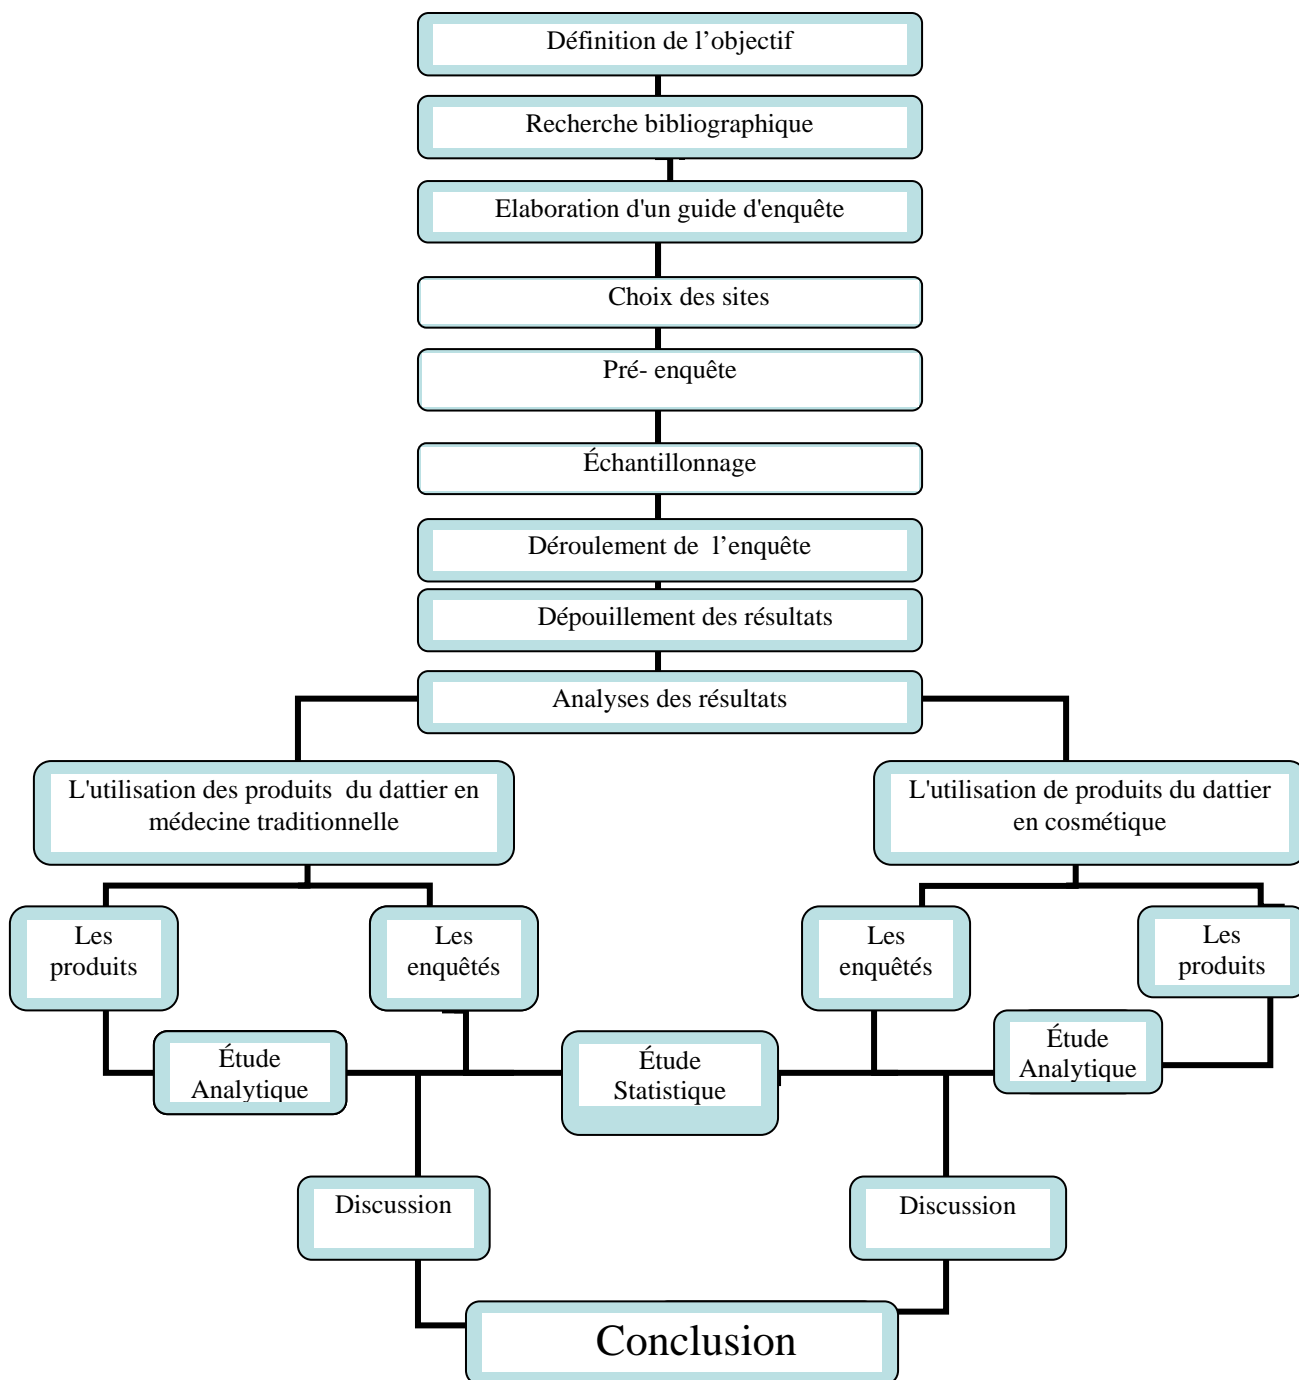 Définition de l’objectif
Recherche bibliographique
Elaboration d'un guide d'enquête
Choix des sites
Pré- enquête
Échantillonnage
Déroulement de l’enquête
Dépouillement des résultats
Analyses des résultats
L'utilisation des produits du dattier en
médecine traditionnelle
L'utilisation de produits du dattier
en cosmétique
Les
produits
Les
enquêtés
Les
enquêtés
Les
produits
Étude
Analytique
Étude
Statistique
Étude
Analytique
Discussion
Discussion
Conclusion